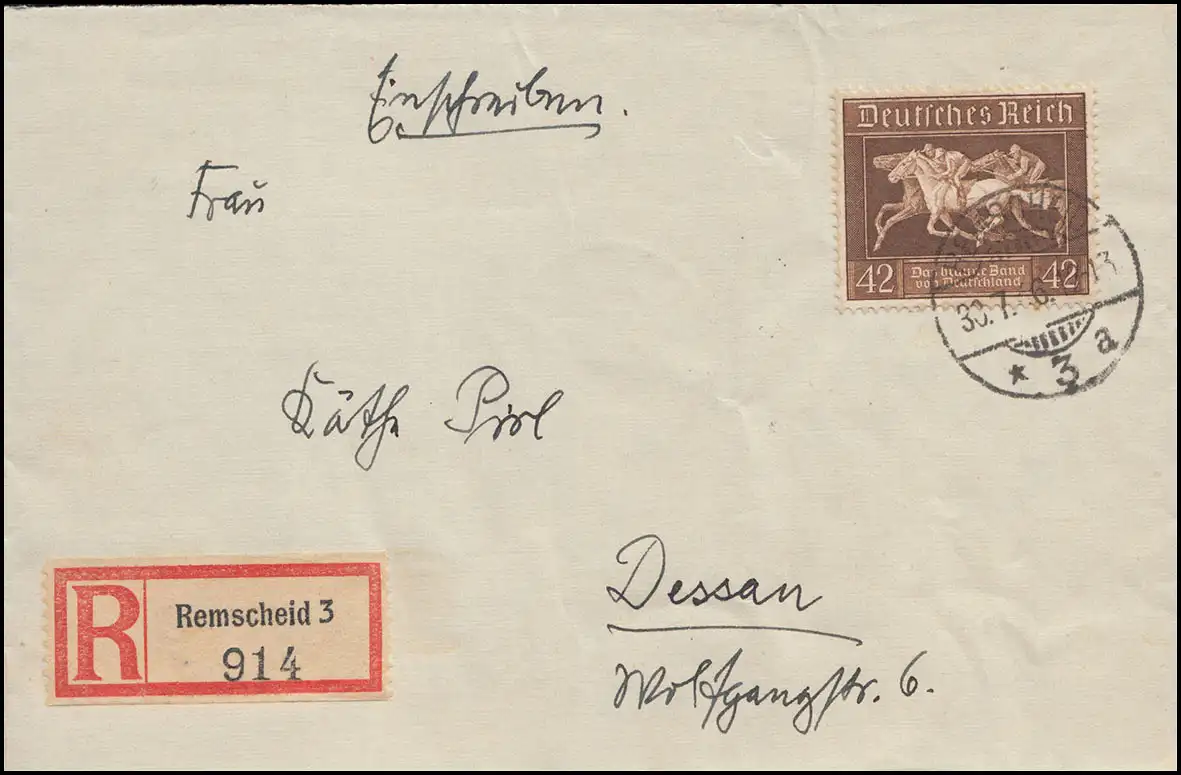 Einschreiben.
Deutsches Reich
42 Das braune Band 42
von Deutschland
Frau
* 3 a
Käthe Pirl
R Remscheid 3
914
Dessau
Wolfgangstr. 6.